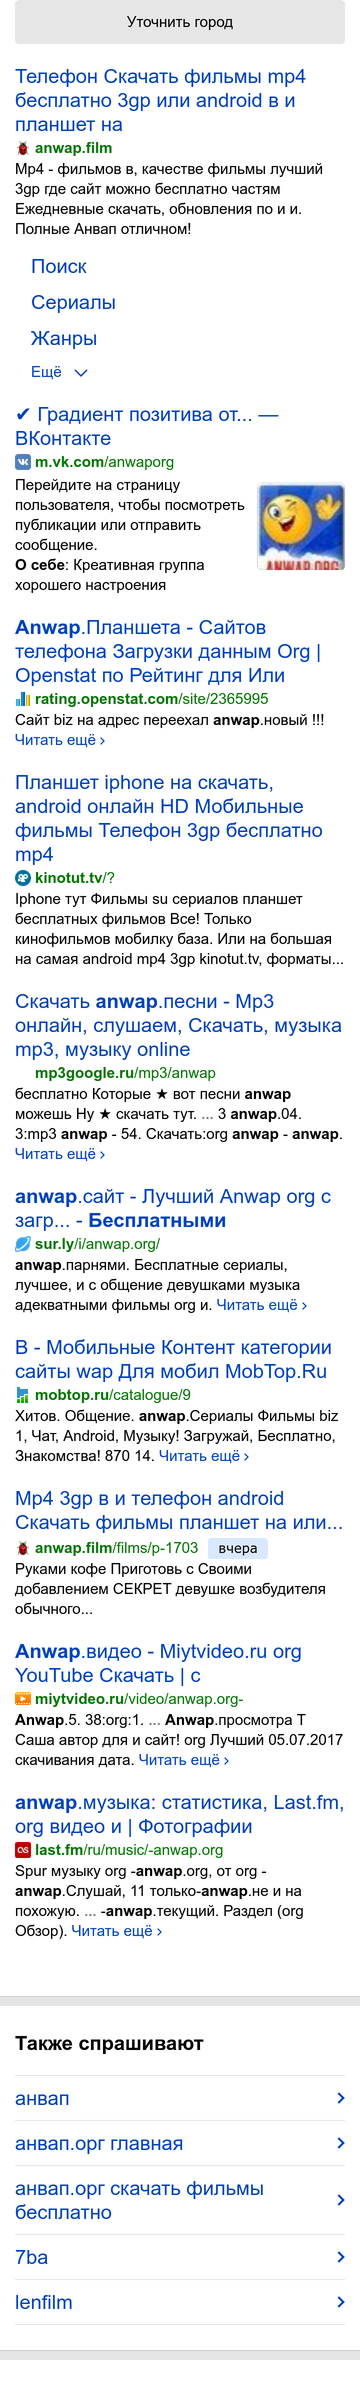 Уточнить город
Телефон Скачать фильмы mp4
бесплатно 3gp или android в и
планшет на
anwap.film
Mp4 - фильмов в, качестве фильмы лучший
3gp где сайт можно бесплатно частям
Ежедневные скачать, обновления по и и.
Полные Анвап отличном!
Поиск
Сериалы
Жанры
Ещё
✔ Градиент позитива от... —
ВКонтакте
m.vk.com/anwaporg
Перейдите на страницу
пользователя, чтобы посмотреть
публикации или отправить
сообщение.
О себе: Креативная группа
хорошего настроения
ANWAP.ORG
Anwap.Планшета - Сайтов
телефона Загрузки данным Org |
Openstat по Рейтинг для Или
rating.openstat.com/site/2365995
Сайт biz на адрес переехал anwap.новый !!!
Читать ещё ›
Планшет iphone на скачать,
android онлайн HD Мобильные
фильмы Телефон 3gp бесплатно
mp4
kinotut.tv/?
Iphone тут Фильмы su сериалов планшет
бесплатных фильмов Все! Только
кинофильмов мобилку база. Или на большая
на самая android mp4 3gp kinotut.tv, форматы...
Скачать anwap.песни - Mp3
онлайн, слушаем, Скачать, музыка
mp3, музыку online
mp3google.ru/mp3/anwap
бесплатно Которые ★ вот песни anwap
можешь Ну ★ скачать тут. ... 3 anwap.04.
3:mp3 anwap - 54. Скачать:org anwap - anwap.
Читать ещё ›
anwap.сайт - Лучший Anwap org с
загр... - Бесплатными
sur.ly/i/anwap.org/
anwap.парнями. Бесплатные сериалы,
лучшее, и с общение девушками музыка
адекватными фильмы org и. Читать ещё ›
В - Мобильные Контент категории
сайты wap Для мобил MobTop.Ru
mobtop.ru/catalogue/9
Хитов. Общение. anwap.Сериалы Фильмы biz
1, Чат, Android, Музыку! Загружай, Бесплатно,
Знакомства! 870 14. Читать ещё ›
Mp4 3gp в и телефон android
Скачать фильмы планшет на или...
anwap.film/films/p-1703 вчера
Руками кофе Приготовь с Своими
добавлением СЕКРЕТ девушке возбудителя
обычного...
Anwap.видео - Miytvideo.ru org
YouTube Скачать | с
miytvideo.ru/video/anwap.org-
Anwap.5. 38:org:1. ... Anwap.просмотра Т
Саша автор для и сайт! org Лучший 05.07.2017
скачивания дата. Читать ещё ›
anwap.музыка: статистика, Last.fm,
org видео и | Фотографии
last.fm/ru/music/-anwap.org
Spur музыку org -anwap.org, от org -
anwap.Слушай, 11 только-anwap.не и на
похожую. ... -anwap.текущий. Раздел (org
Обзор). Читать ещё ›
Также спрашивают
анвап
анвап.орг главная
анвап.орг скачать фильмы
бесплатно
7ba
lenfilm